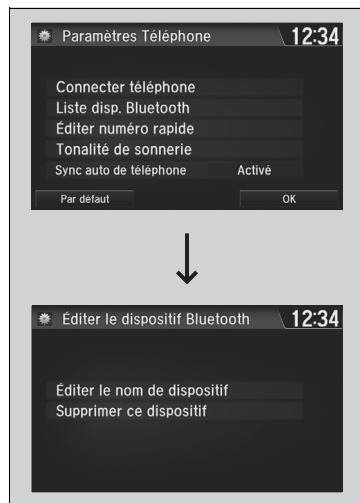 Paramètres Téléphone 12:34
Connecter téléphone
Liste disp. Bluetooth
Éditer numéro rapide
Tonalité de sonnerie
Sync auto de téléphone Activé
Par défaut OK
Éditer le dispositif Bluetooth 12:34
Éditer le nom de dispositif
Supprimer ce dispositif